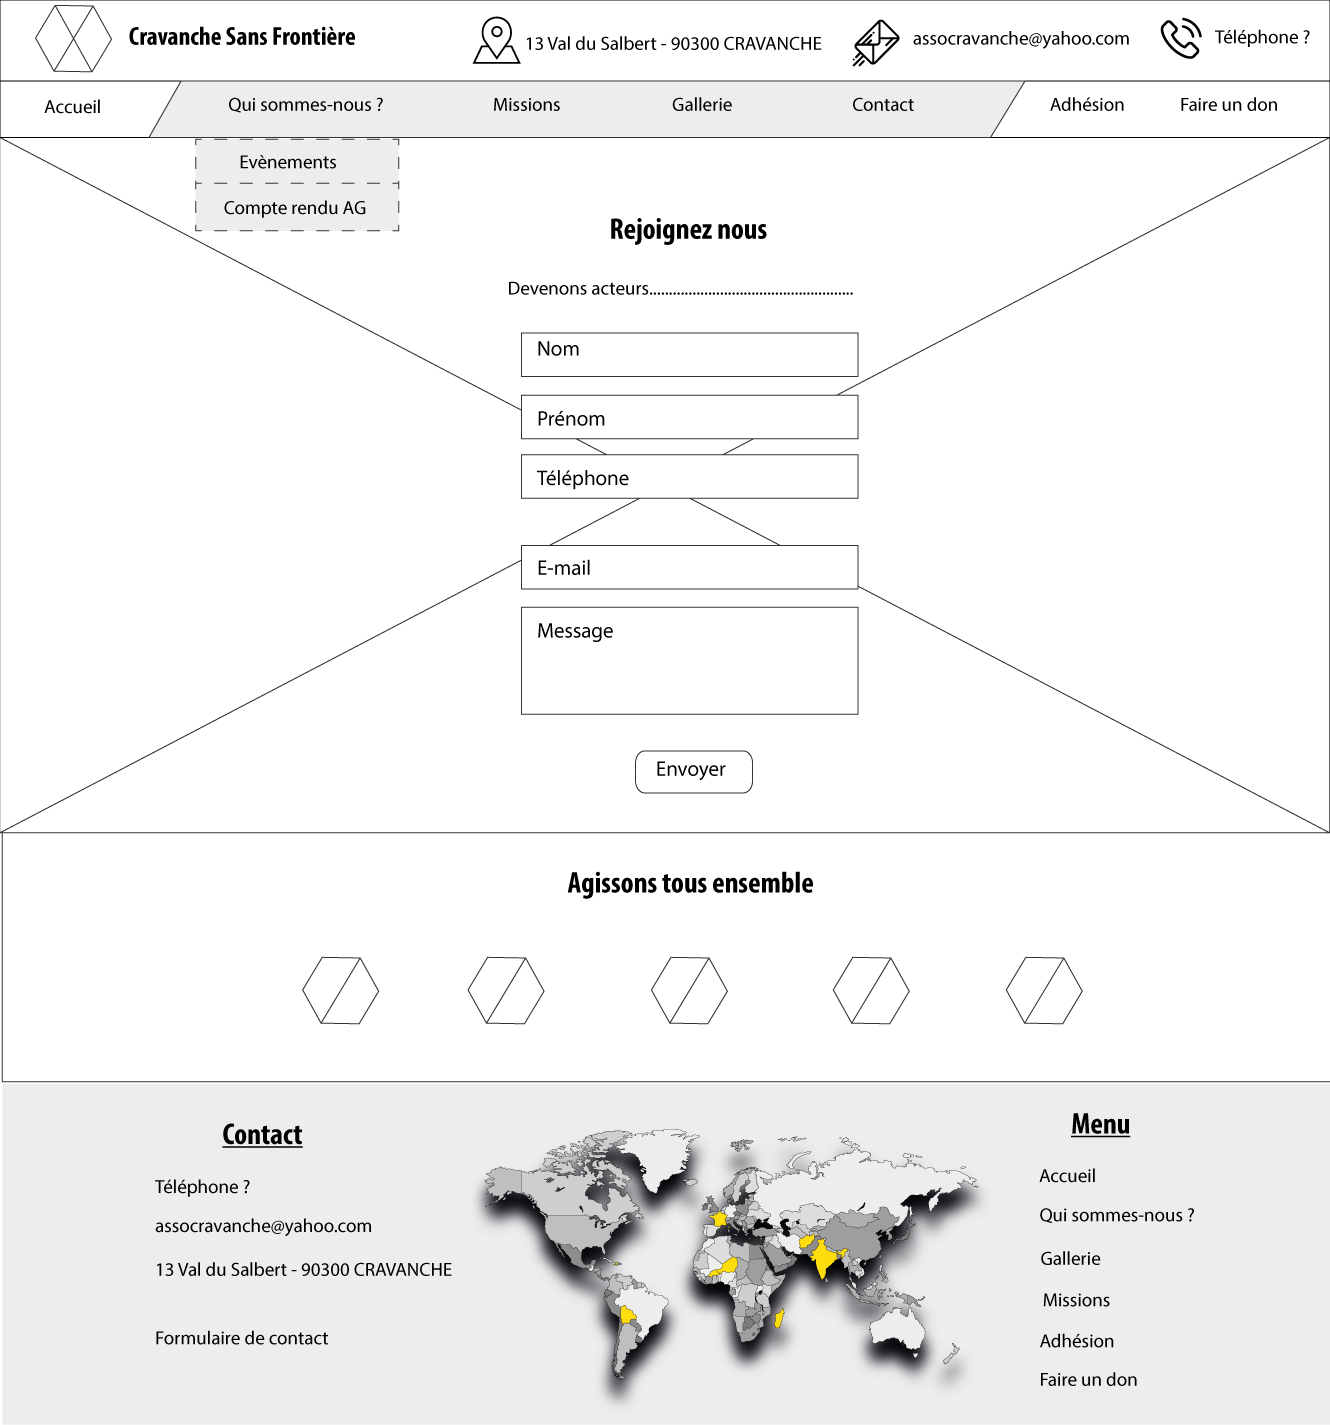 Cravanche Sans Frontière
13 Val du Salbert - 90300 CRAVANCHE
assocravanche@yahoo.com
Téléphone ?
Accueil
Qui sommes-nous ?
Missions
Gallerie
Contact
Adhésion
Faire un don
Evènements
Compte rendu AG
Rejoignez nous
Devenons acteurs....................................................
Nom
Prénom
Téléphone
E-mail
Message
Envoyer
Agissons tous ensemble
Contact
Téléphone ?
assocravanche@yahoo.com
13 Val du Salbert - 90300 CRAVANCHE
Formulaire de contact
Menu
Accueil
Qui sommes-nous ?
Gallerie
Missions
Adhésion
Faire un don